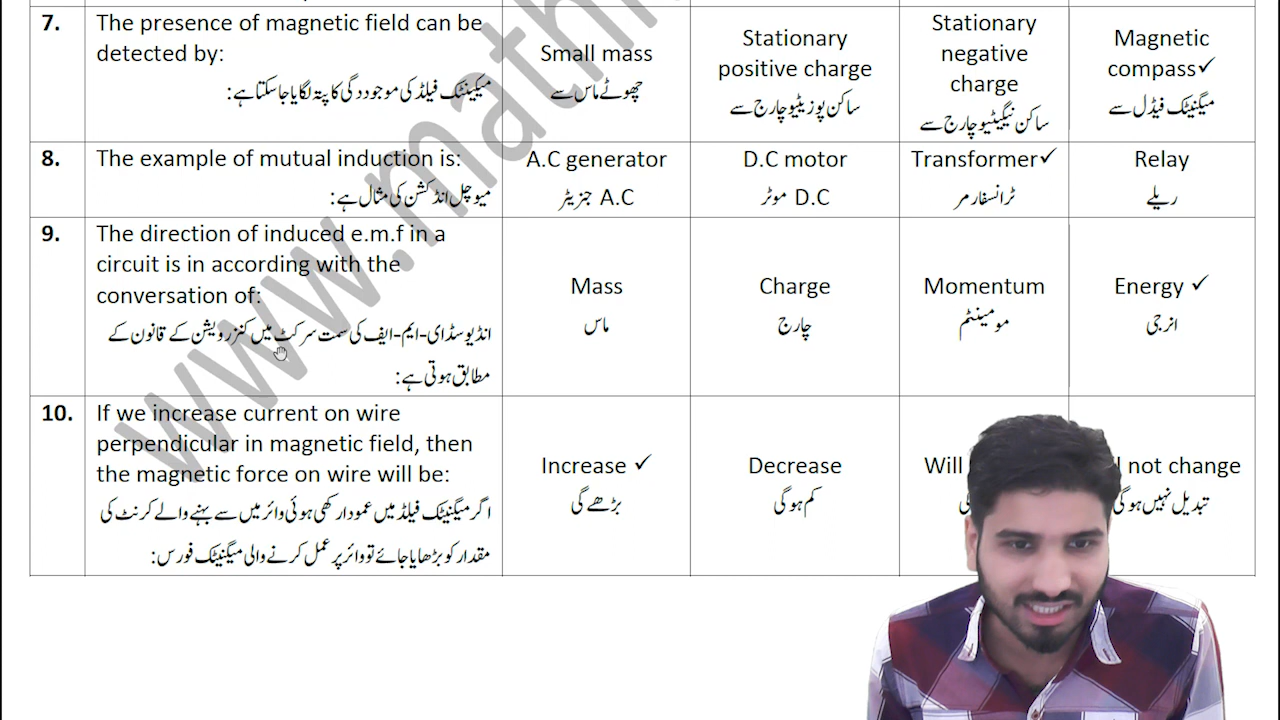 7.
The presence of magnetic field can be
detected by:
میگنیٹک فیلڈ کی موجودگی کا پتہ لگایا جا سکتا ہے:
Small mass
چھوٹے ماس سے
Stationary
positive charge
ساکن پوزیٹیو چارج سے
Stationary
negative
charge
ساکن نیگیٹیو چارج سے
Magnetic
compass✓
میگنیٹک فیڈل سے
8.
The example of mutual induction is:
میوچل انڈکشن کی مثال ہے:
A.C generator
A.C جنریٹر
D.C motor
D.C موٹر
Transformer✓
ٹرانسفارمر
Relay
ریلے
9.
The direction of induced e.m.f in a
circuit is in according with the
conversation of:
انڈیوسڈ ای-ایم-ایف کی سمت سرکٹ میں کنزرویشن کے قانون کے
مطابق ہوتی ہے:
Mass
ماس
Charge
چارج
Momentum
مومینٹم
Energy ✓
انرجی
10.
If we increase current on wire
perpendicular in magnetic field, then
the magnetic force on wire will be:
اگر میگنیٹک فیلڈ میں عمودار رکھی ہوئی وائر میں سے بہنے والے کرنٹ کی
مقدار کو بڑھایا جائے تو وائر پر عمل کرنے والی میگنیٹک فورس:
Increase ✓
بڑھے گی
Decrease
کم ہو گی
Will
not change
تبدیل نہیں ہو گی
www.math